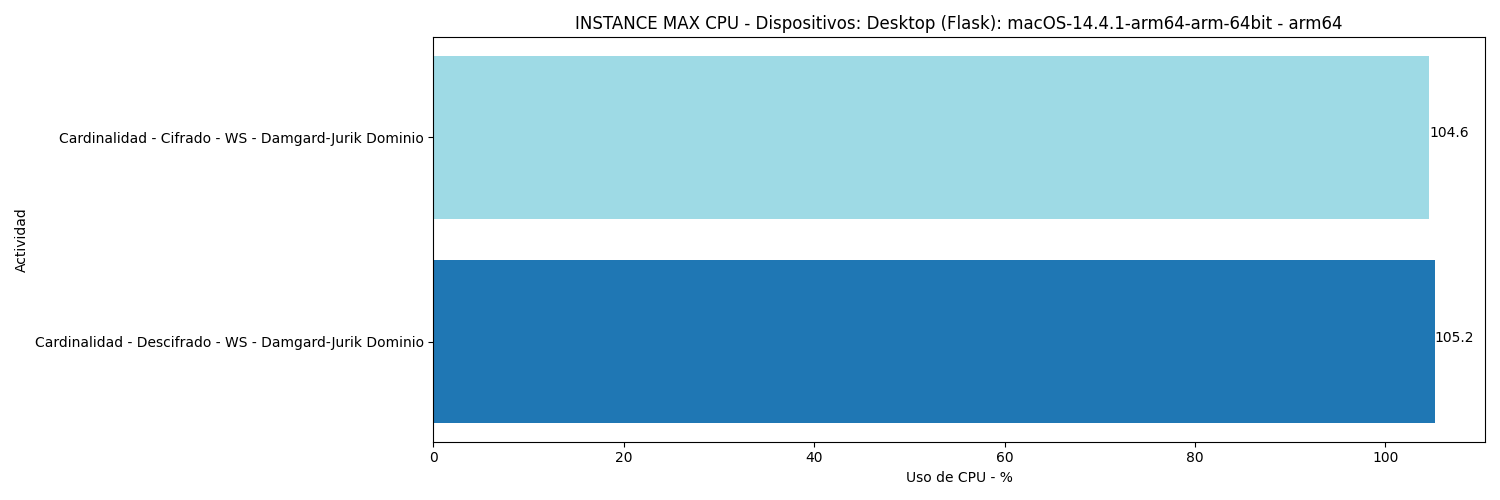 INSTANCE MAX CPU - Dispositivos: Desktop (Flask): macOS-14.4.1-arm64-arm-64bit - arm64
Cardinalidad - Cifrado - WS - Damgard-Jurik Dominio
104.6
Actividad
Cardinalidad - Descifrado - WS - Damgard-Jurik Dominio
105.2
0 20 40 60 80 100
Uso de CPU - %